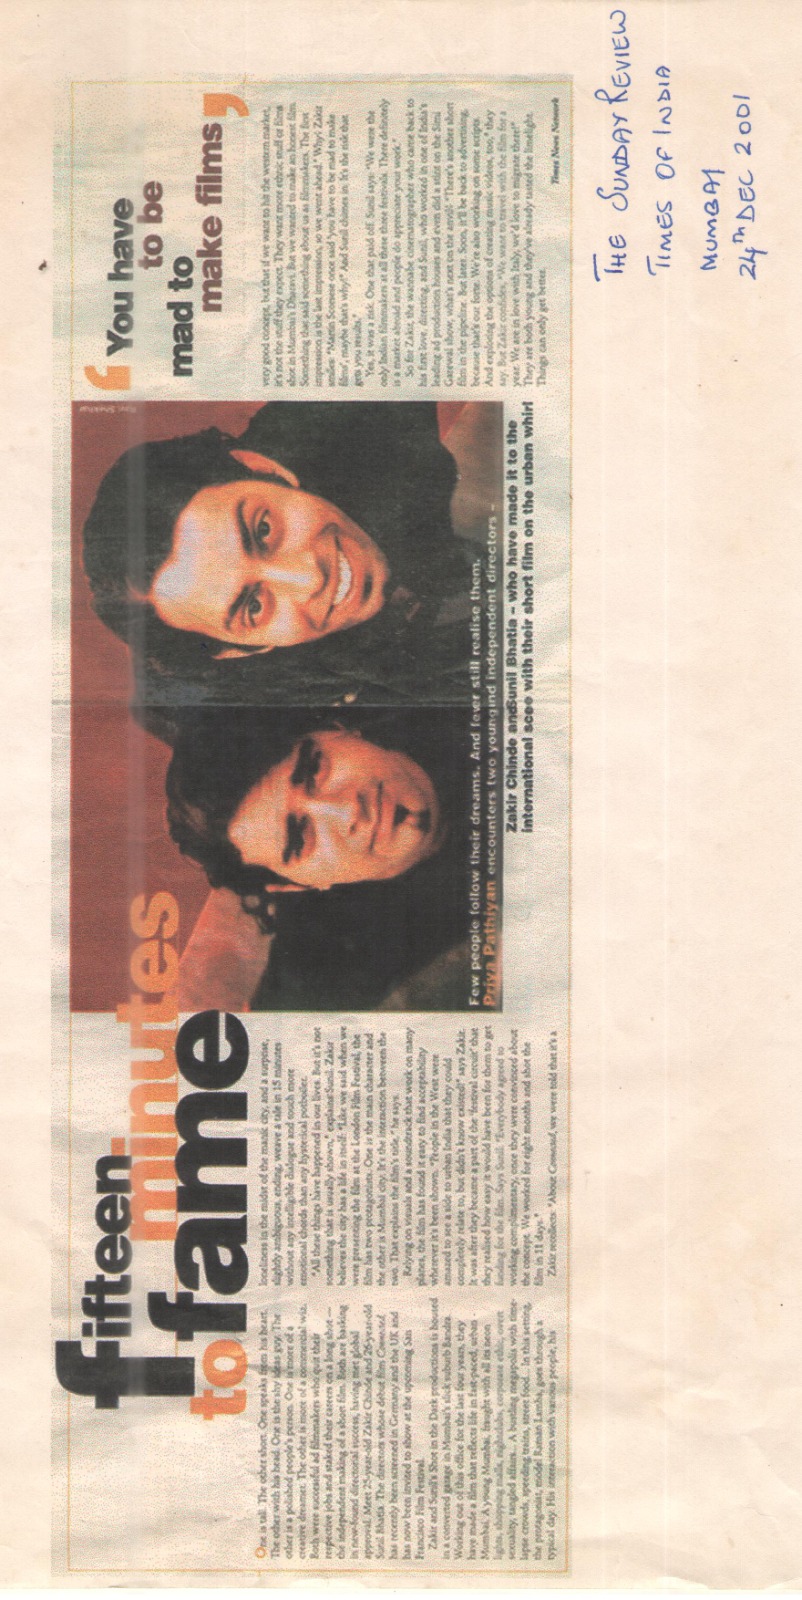 fifteen
minutes
to fame
One is tall. The other short. One speaks from his heart.
The other with his head. One is the shy ideas guy. The
other is a polished people's person. One is more of a
creative dreamer. The other is more of a commercial wiz.
Both were successful ad filmmakers who quit their
respective jobs and staked their careers on a long shot —
the independent making of a short film. Both are basking
in new-found directorial success, having met global
approval. Meet 25-year-old Zakir Chinde and 26-year-old
Sunil Bhatia. The directors whose debut film Connected,
has recently been screened in Germany and the UK and
has now been invited to show at the upcoming San
Francisco Film Festival.
Zakir and Sunil's Shot in the Dark productions is housed
in a converted garage in Mumbai's slick suburb Bandra.
Working out of this office for the last four years, they
have made a film that reflects life in fast-paced, urban
Mumbai. A young Mumbai, fraught with all its neon
lights, shopping malls, nightclubs, corporate ethic, overt
sexuality, tangled affairs... A bustling megapolis with time-
lapse crowds, speeding trains, street food... In this setting,
the protagonist, model Raman Lamba, goes through a
typical day. His interaction with various people, his
loneliness in the midst of the manic city, and a surprise,
slightly ambiguous, ending, weave a tale in 15 minutes
without any intelligible dialogue and touch more
emotional chords than any hysterical potboiler.
"All these things have happened in our lives. But it's not
something that is usually shown," explains Sunil. Zakir
believes the city has a life in itself: "Like we said when we
were presenting the film at the London Film Festival, the
film has two protagonists. One is the main character and
the other is Mumbai city. It's the interaction between the
two. That explains the film's title," he says.
Relying on visuals and a soundtrack that work on many
planes, the film has found it easy to find acceptability
wherever it's been shown. "People in the West were
amazed to see a side to urban India that they could
completely relate to, but didn't know existed!" says Zakir.
It was after they became a part of the 'festival circuit' that
they realised how easy it would have been for them to get
funding for the film. Says Sunil. "Everybody agreed to
working complimentary, once they were convinced about
the concept. We worked for eight months and shot the
film in 11 days."
Zakir recollects: "About Connected, we were told that it's a
Few people follow their dreams. And fever still realise them.
Priya Pathiyan encounters two young ind independent directors –
Zakir Chinde andSunil Bhatia – who have made it to the
international scee with their short film on the urban whirl
‘You have
to be
mad to
make films’
very good concept, but that if we want to hit the western market,
it's not the stuff they expect. They want more ethnic stuff or films
shot in Mumbai's Dharavi. But we wanted to make an honest film.
Something that said something about us as filmmakers. The first
impression is the last impression, so we went ahead." Why? Zakir
smiles: "Martin Scorsese once said 'you have to be mad to make
films', maybe that's why!" And Sunil chimes in. It's the risk that
gets you results."
Yes, it was a risk. One that paid off. Sunil says: "We were the
only Indian filmmakers at all these three festivals. There definitely
is a market abroad and people do appreciate your work."
So for Zakir, the wannabe cinematographer who came back to
his first love, directing, and Sunil, who worked in one of India's
leading ad production houses and even did a stint on the Simi
Garewal show, what's next on the anvil? "There's another short
film in the pipeline. But later. Soon, it'll be back to advertising,
because that's our forte. We're also working on some scripts.
And exploring the options of creating music videos, too," they
say. But Zakir confides, "We want to travel with the film for a
year. We are in love with Italy, we'd love to migrate there!"
They are both young and they've already tasted the limelight.
Things can only get better.
Times News Network
THE SUNDAY REVIEW
TIMES OF INDIA
MUMBAI
24th DEC 2001